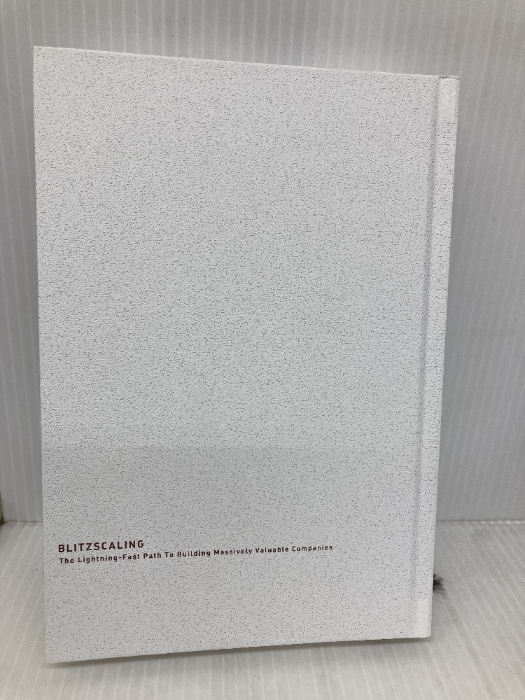 BLITZSCALING
The Lightning-Fast Path To Building Massively Valuable Companies